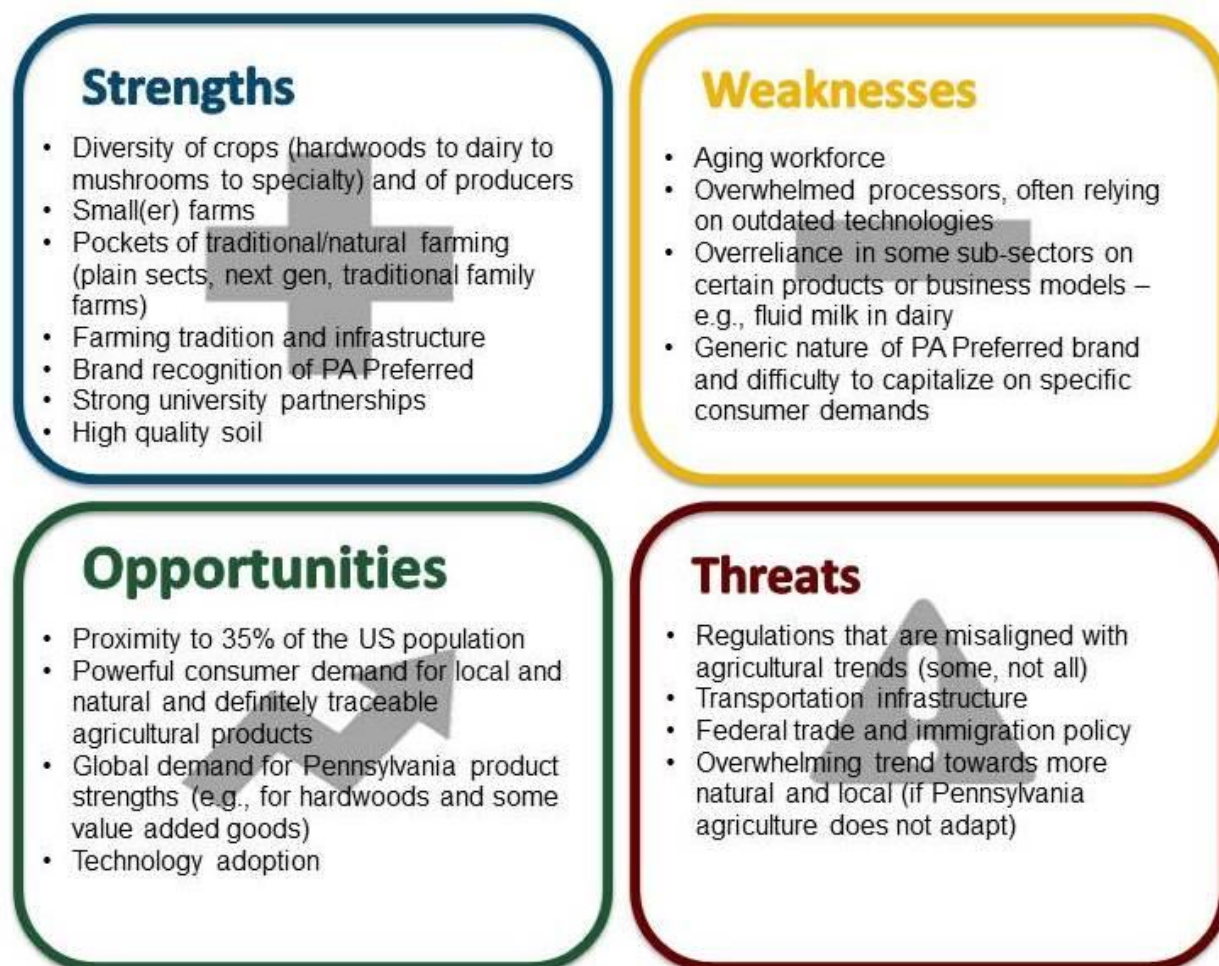 Strengths
• Diversity of crops (hardwoods to dairy to
mushrooms to specialty) and of producers
• Small(er) farms
• Pockets of traditional/natural farming
(plain sects, next gen, traditional family
farms)
• Farming tradition and infrastructure
• Brand recognition of PA Preferred
• Strong university partnerships
• High quality soil
Weaknesses
• Aging workforce
• Overwhelmed processors, often relying
on outdated technologies
• Overreliance in some sub-sectors on
certain products or business models –
e.g., fluid milk in dairy
• Generic nature of PA Preferred brand
and difficulty to capitalize on specific
consumer demands
Opportunities
• Proximity to 35% of the US population
• Powerful consumer demand for local and
natural and definitely traceable
agricultural products
• Global demand for Pennsylvania product
strengths (e.g., for hardwoods and some
value added goods)
• Technology adoption
Threats
• Regulations that are misaligned with
agricultural trends (some, not all)
• Transportation infrastructure
• Federal trade and immigration policy
• Overwhelming trend towards more
natural and local (if Pennsylvania
agriculture does not adapt)